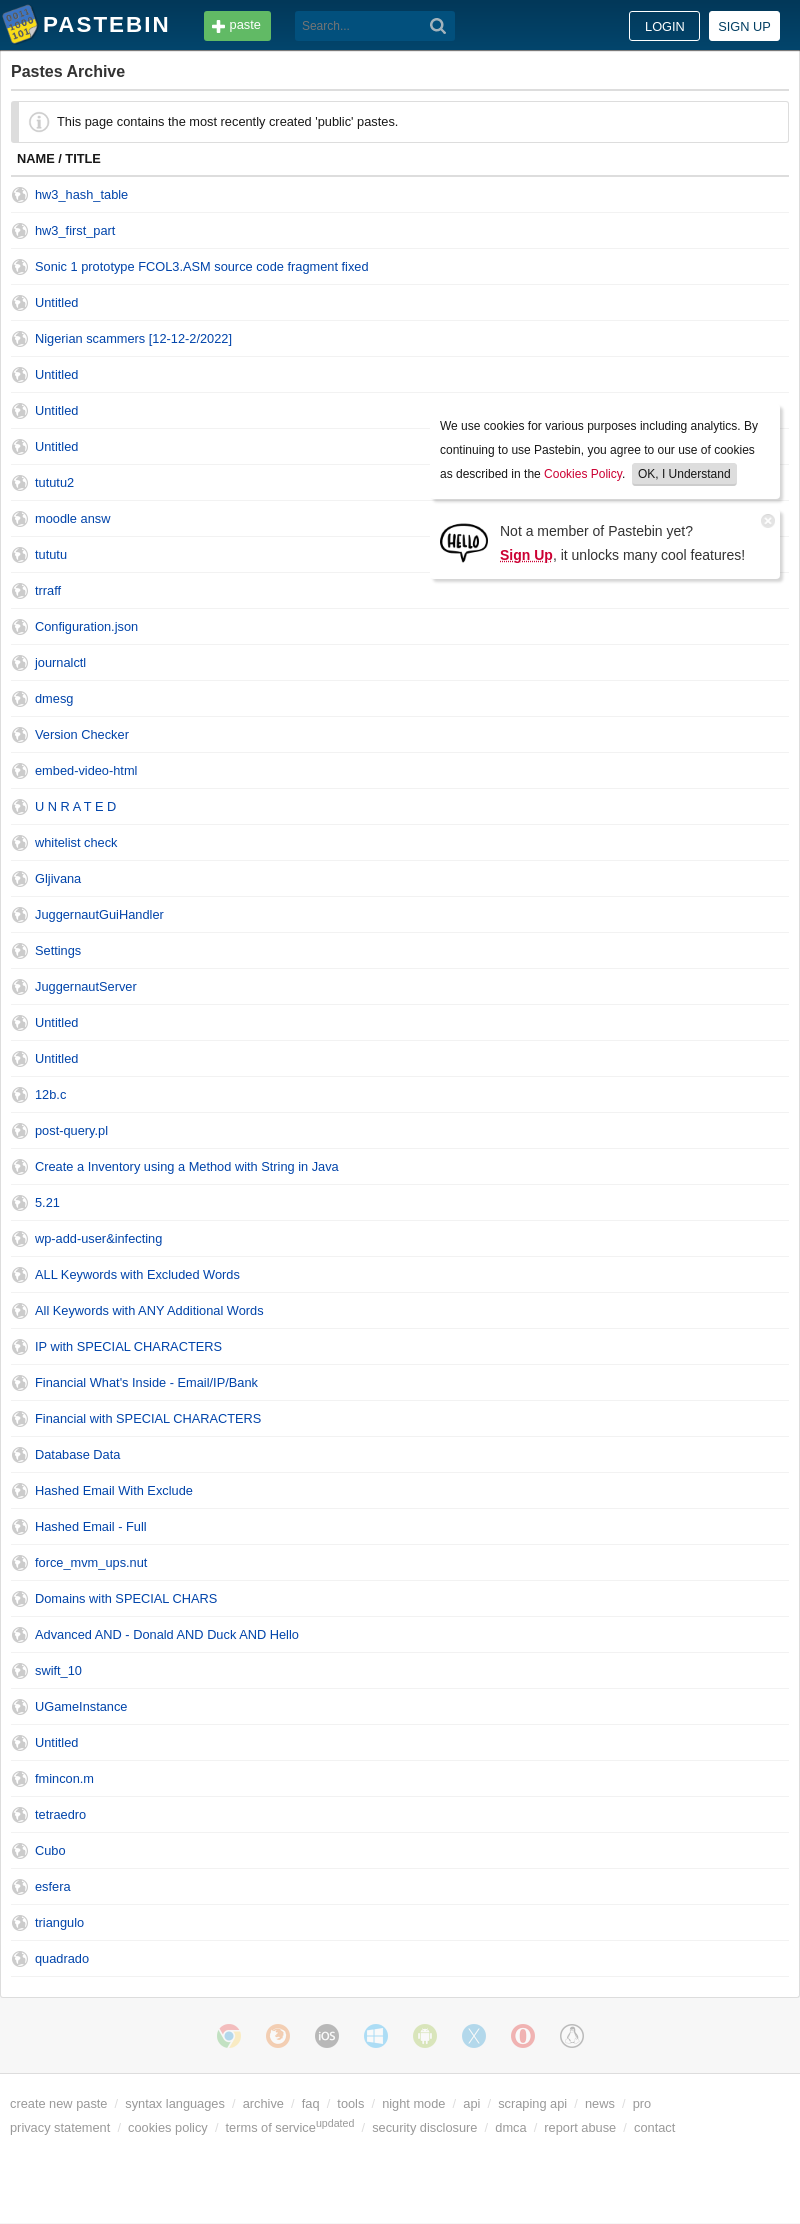 PASTEBIN paste Search... LOGIN SIGN UP
Pastes Archive
This page contains the most recently created 'public' pastes.
NAME / TITLE
hw3_hash_table
hw3_first_part
Sonic 1 prototype FCOL3.ASM source code fragment fixed
Untitled
Nigerian scammers [12-12-2/2022]
Untitled
Untitled
Untitled
tututu2
moodle answ
tututu
trraff
We use cookies for various purposes including analytics. By
continuing to use Pastebin, you agree to our use of cookies
as described in the Cookies Policy. OK, I Understand
HELLO
Not a member of Pastebin yet?
Sign Up, it unlocks many cool features!
Configuration.json
journalctl
dmesg
Version Checker
embed-video-html
U N R A T E D
whitelist check
Gljivana
JuggernautGuiHandler
Settings
JuggernautServer
Untitled
Untitled
12b.c
post-query.pl
Create a Inventory using a Method with String in Java
5.21
wp-add-user&infecting
ALL Keywords with Excluded Words
All Keywords with ANY Additional Words
IP with SPECIAL CHARACTERS
Financial What's Inside - Email/IP/Bank
Financial with SPECIAL CHARACTERS
Database Data
Hashed Email With Exclude
Hashed Email - Full
force_mvm_ups.nut
Domains with SPECIAL CHARS
Advanced AND - Donald AND Duck AND Hello
swift_10
UGameInstance
Untitled
fmincon.m
tetraedro
Cubo
esfera
triangulo
quadrado
iOS
create new paste / syntax languages / archive / faq / tools / night mode / api / scraping api / news / pro
privacy statement / cookies policy / terms of service updated / security disclosure / dmca / report abuse / contact